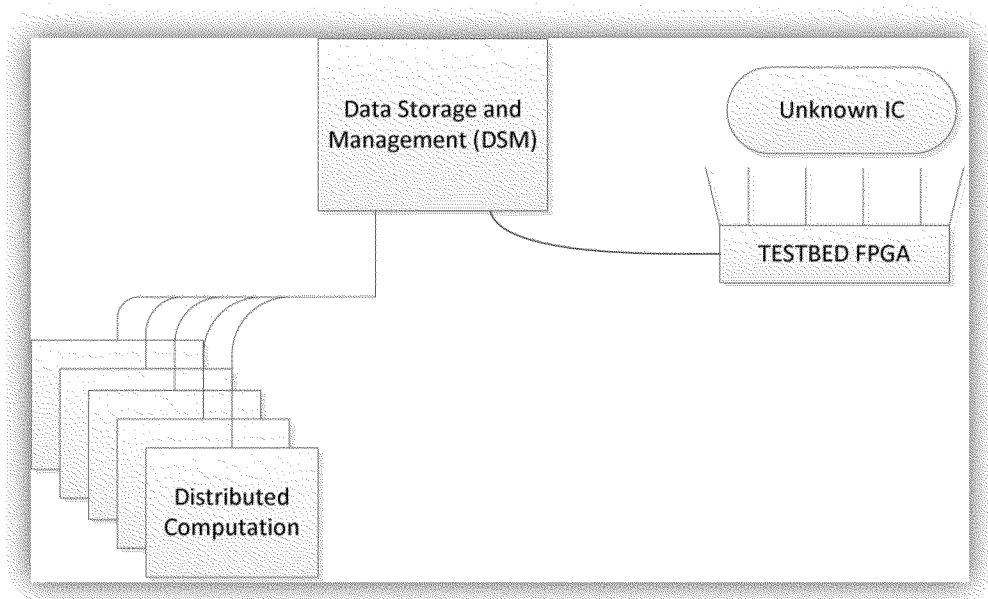 Data Storage and
Management (DSM)
Unknown IC
TESTBED FPGA
Distributed
Computation